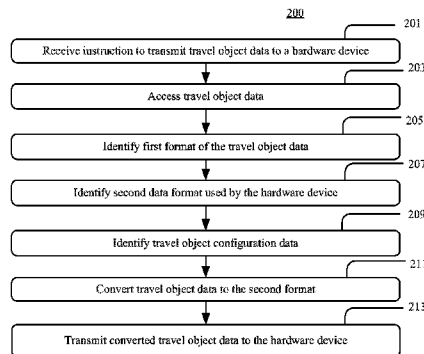 200
201
Receive instruction to transmit travel object data to a hardware device
203
Access travel object data
205
Identify first format of the travel object data
207
Identify second data format used by the hardware device
209
Identify travel object configuration data
211
Convert travel object data to the second format
213
Transmit converted travel object data to the hardware device